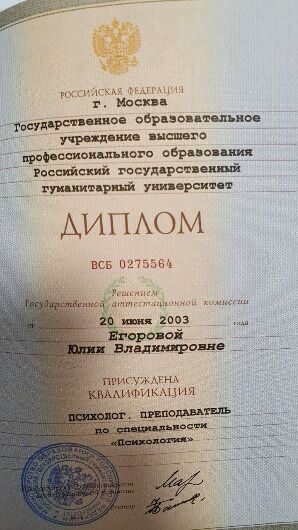 РОССИЙСКАЯ ФЕДЕРАЦИЯ
г. Москва
Государственное образовательное
учреждение высшего
профессионального образования
Российский государственный
гуманитарный университет
ДИПЛОМ
ВСБ 0275564
Решением
Государственной аттестационной комиссии
от 20 июня 2003 года
Егоровой
Юлии Владимировне
ПРИСУЖДЕНА
КВАЛИФИКАЦИЯ
ПСИХОЛОГ. ПРЕПОДАВАТЕЛЬ
по специальности
«Психология»